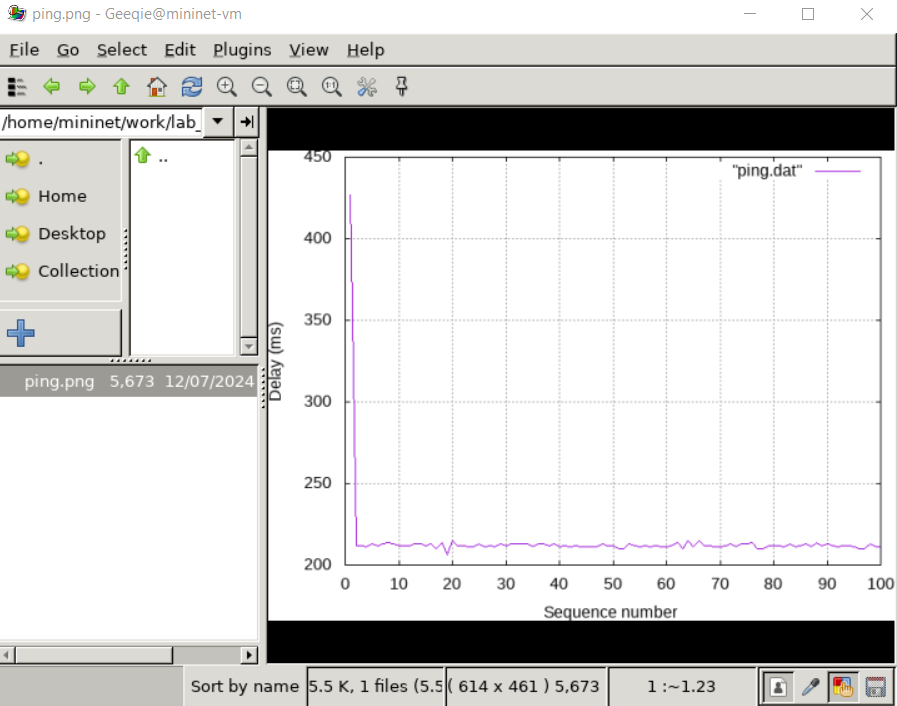 ping.png - Geeqie@mininet-vm
File Go Select Edit Plugins View Help
/home/mininet/work/lab_
.
Home
Desktop
Collection
..
ping.png 5,673 12/07/2024
450
400
350
300
250
200
Delay (ms)
"ping.dat"
0 10 20 30 40 50 60 70 80 90 100
Sequence number
Sort by name 5.5 K, 1 files (5.5 ( 614 x 461 ) 5,673 1 :~1.23